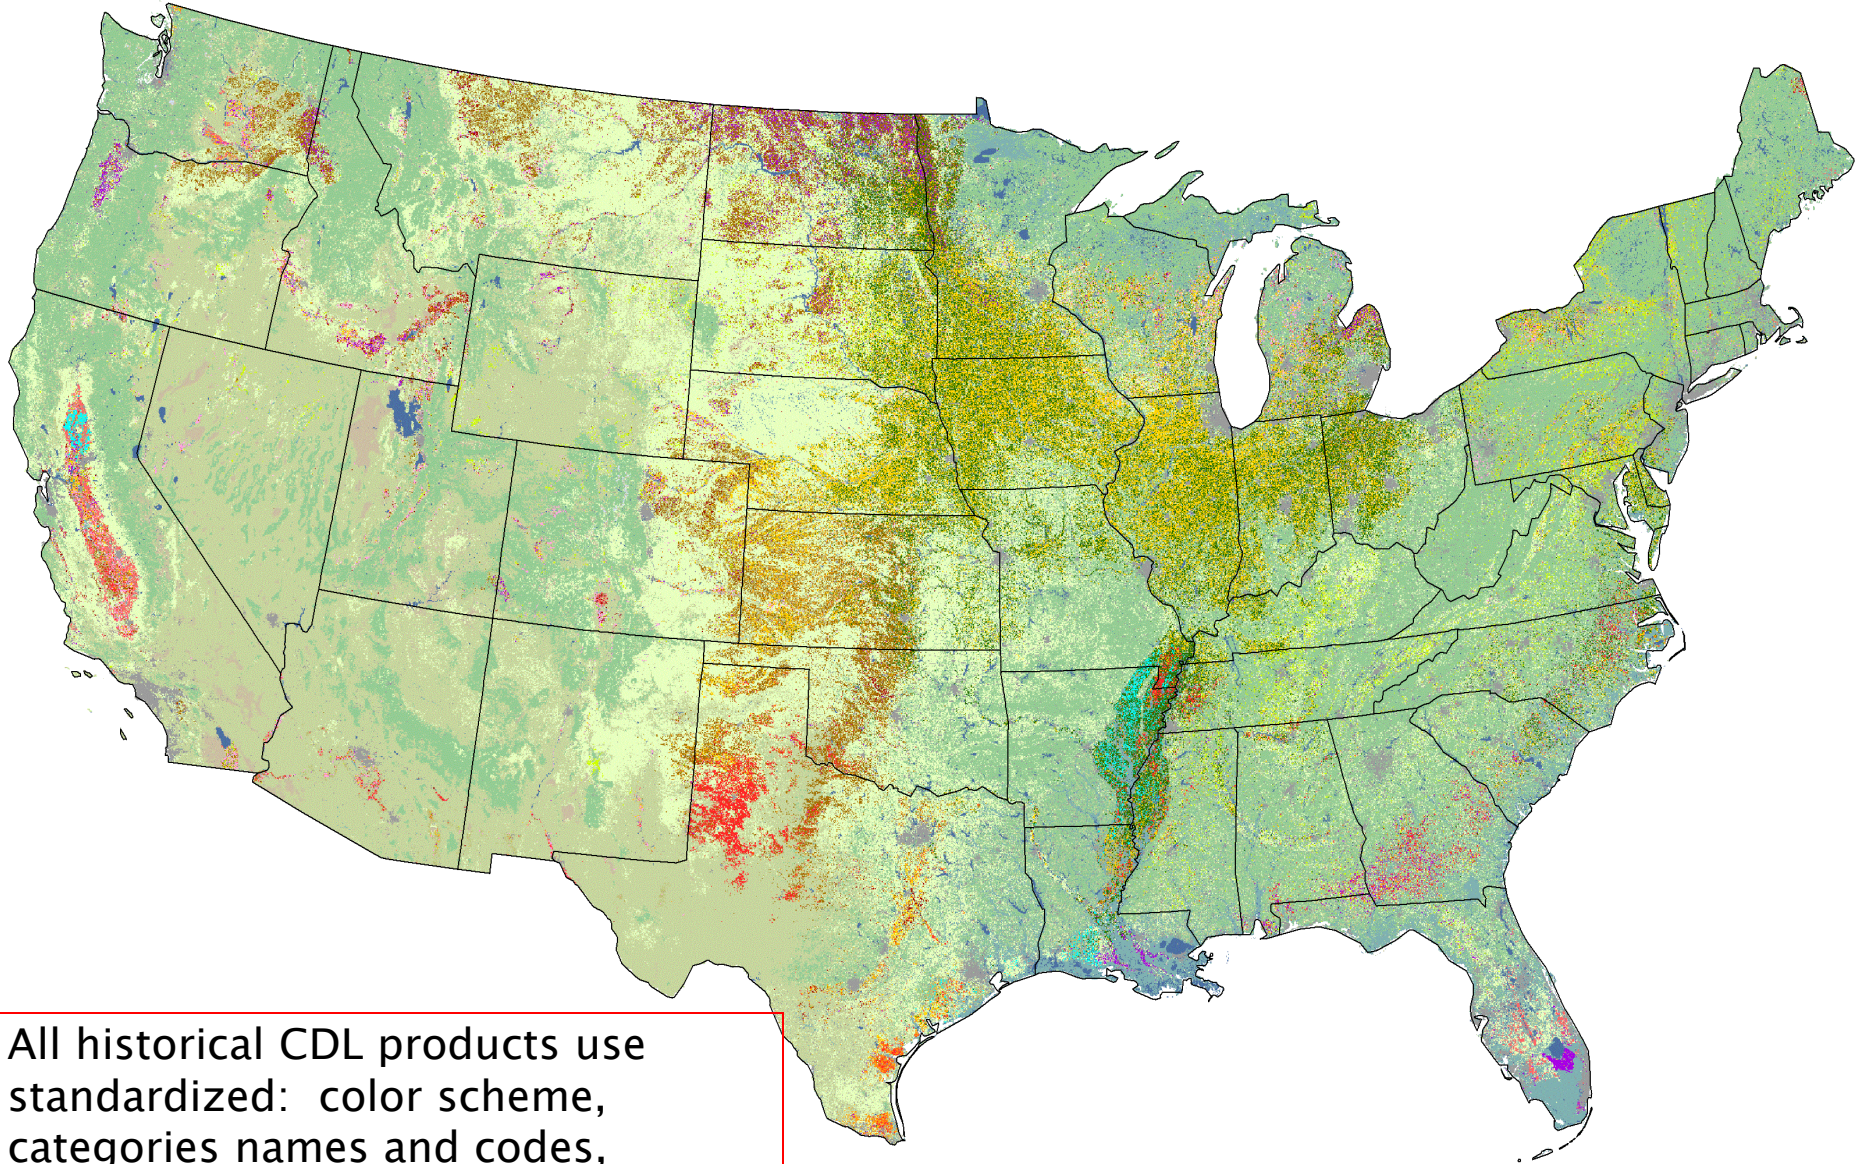 All historical CDL products use
standardized: color scheme,
categories names and codes,